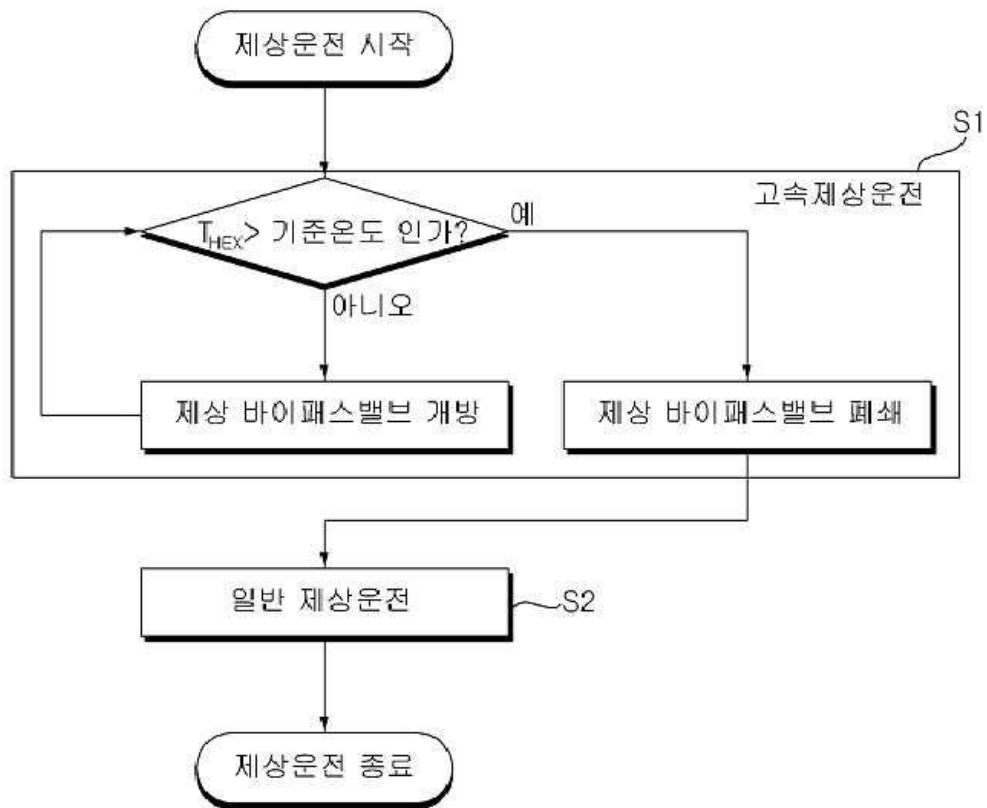 제상운전 시작
S1
고속제상운전
T_HEX> 기준온도 인가?
예
아니오
제상 바이패스밸브 개방
제상 바이패스밸브 폐쇄
일반 제상운전
S2
제상운전 종료